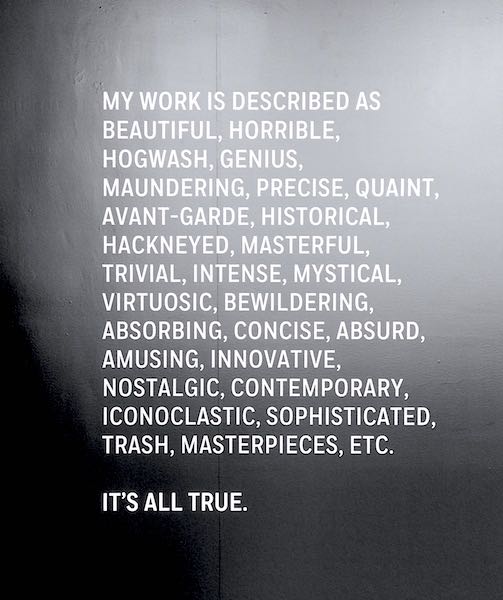 MY WORK IS DESCRIBED AS
BEAUTIFUL, HORRIBLE,
HOGWASH, GENIUS,
MAUNDERING, PRECISE, QUAINT,
AVANT-GARDE, HISTORICAL,
HACKNEYED, MASTERFUL,
TRIVIAL, INTENSE, MYSTICAL,
VIRTUOSIC, BEWILDERING,
ABSORBING, CONCISE, ABSURD,
AMUSING, INNOVATIVE,
NOSTALGIC, CONTEMPORARY,
ICONOCLASTIC, SOPHISTICATED,
TRASH, MASTERPIECES, ETC.
IT'S ALL TRUE.